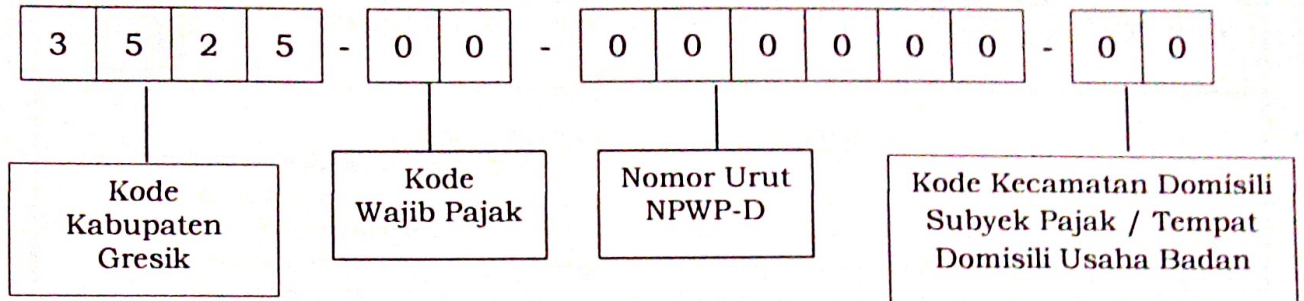 3 5 2 5 - 0 0 - 0 0 0 0 0 0 - 0 0
Kode
Kabupaten
Gresik
Kode
Wajib Pajak
Nomor Urut
NPWP-D
Kode Kecamatan Domisili
Subyek Pajak / Tempat
Domisili Usaha Badan